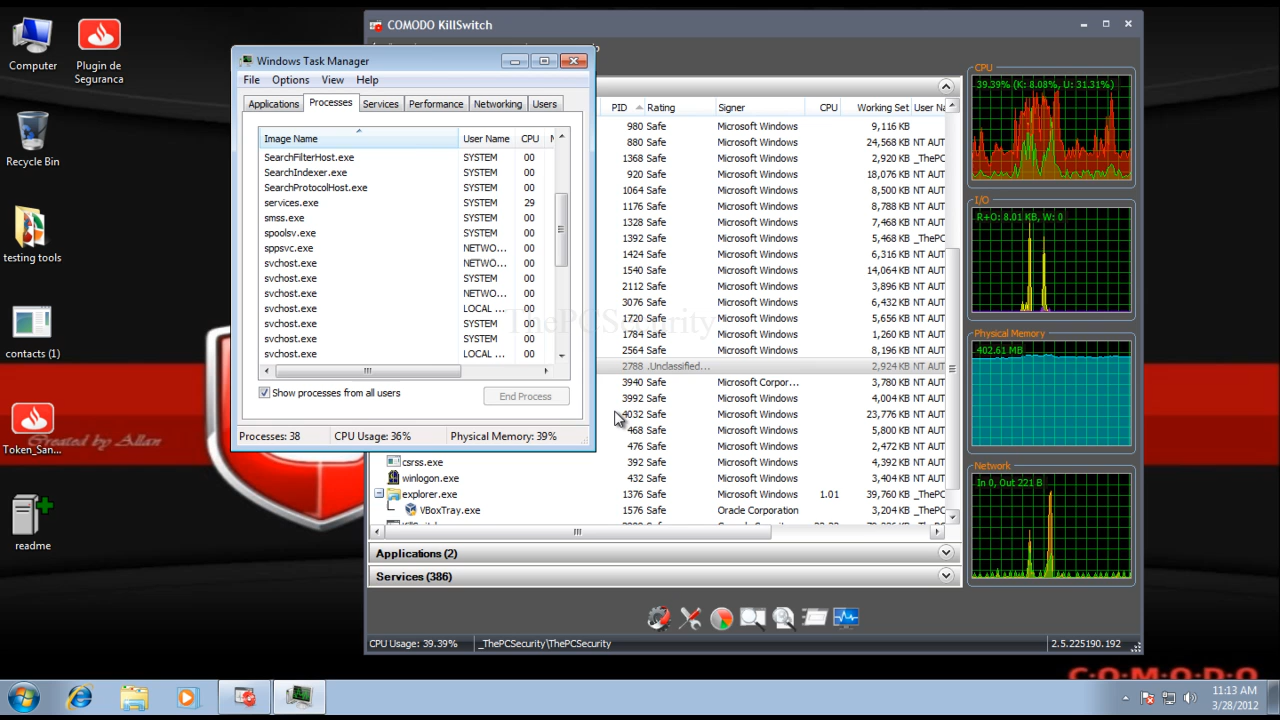 Computer
Plugin de
Seguranca
Recycle Bin
testing tools
contacts (1)
Token_San...
readme
Created by Allan
COMODO KillSwitch
Windows Task Manager
File Options View Help
Applications Processes Services Performance Networking Users
Image Name User Name CPU
SearchFilterHost.exe SYSTEM 00
SearchIndexer.exe SYSTEM 00
SearchProtocolHost.exe SYSTEM 00
services.exe SYSTEM 29
smss.exe SYSTEM 00
spoolsv.exe SYSTEM 00
sppsvc.exe NETWO... 00
svchost.exe NETWO... 00
svchost.exe SYSTEM 00
svchost.exe NETWO... 00
svchost.exe LOCAL ... 00
svchost.exe SYSTEM 00
svchost.exe SYSTEM 00
svchost.exe LOCAL ... 00
Show processes from all users End Process
Processes: 38 CPU Usage: 36% Physical Memory: 39%
ThePCSecurity
PID Rating Signer CPU Working Set User Na
980 Safe Microsoft Windows 9,116 KB
880 Safe Microsoft Windows 24,568 KB NT AUT
1368 Safe Microsoft Windows 2,920 KB _ThePC
920 Safe Microsoft Windows 18,076 KB NT AUT
1064 Safe Microsoft Windows 8,500 KB NT AUT
1176 Safe Microsoft Windows 8,788 KB NT AUT
1328 Safe Microsoft Windows 7,468 KB NT AUT
1392 Safe Microsoft Windows 5,468 KB _ThePC
1424 Safe Microsoft Windows 6,316 KB NT AUT
1540 Safe Microsoft Windows 14,064 KB NT AUT
2112 Safe Microsoft Windows 3,896 KB NT AUT
3076 Safe Microsoft Windows 6,432 KB NT AUT
1720 Safe Microsoft Windows 5,656 KB NT AUT
1784 Safe Microsoft Windows 1,260 KB NT AUT
2564 Safe Microsoft Windows 8,196 KB NT AUT
2788 .Unclassified... 2,924 KB NT AUT
3940 Safe Microsoft Corpor... 3,780 KB NT AUT
3992 Safe Microsoft Windows 4,004 KB NT AUT
4032 Safe Microsoft Windows 23,776 KB NT AUT
468 Safe Microsoft Windows 5,800 KB NT AUT
476 Safe Microsoft Windows 2,472 KB NT AUT
csrss.exe 392 Safe Microsoft Windows 4,392 KB NT AUT
winlogon.exe 432 Safe Microsoft Windows 4,264 KB NT AUT
explorer.exe 1376 Safe Microsoft Windows 1.01 39,760 KB _ThePC
VBoxTray.exe 1576 Safe Oracle Corporation 3,204 KB _ThePC
Applications (2)
Services (386)
CPU Usage: 39.39% _ThePCSecurity\ThePCSecurity 2.5.225190.192
CPU
39.39% (K: 8.08%, U: 31.31%)
I/O
R+O: 8.01 KB, W: 0
Physical Memory
402.61 MB
Network
In 0, Out 221 B
C·O·M·O·D·O
11:13 AM
3/28/2012